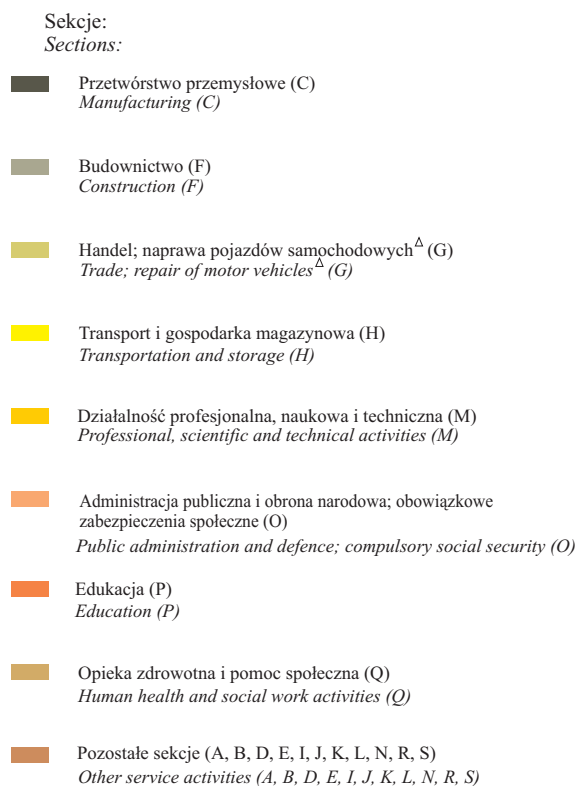 Sekcje:
Sections:
Przetwórstwo przemysłowe (C)
Manufacturing (C)
Budownictwo (F)
Construction (F)
Handel; naprawa pojazdów samochodowych^Δ (G)
Trade; repair of motor vehicles^Δ (G)
Transport i gospodarka magazynowa (H)
Transportation and storage (H)
Działalność profesjonalna, naukowa i techniczna (M)
Professional, scientific and technical activities (M)
Administracja publiczna i obrona narodowa; obowiązkowe
zabezpieczenia społeczne (O)
Public administration and defence; compulsory social security (O)
Edukacja (P)
Education (P)
Opieka zdrowotna i pomoc społeczna (Q)
Human health and social work activities (Q)
Pozostałe sekcje (A, B, D, E, I, J, K, L, N, R, S)
Other service activities (A, B, D, E, I, J, K, L, N, R, S)